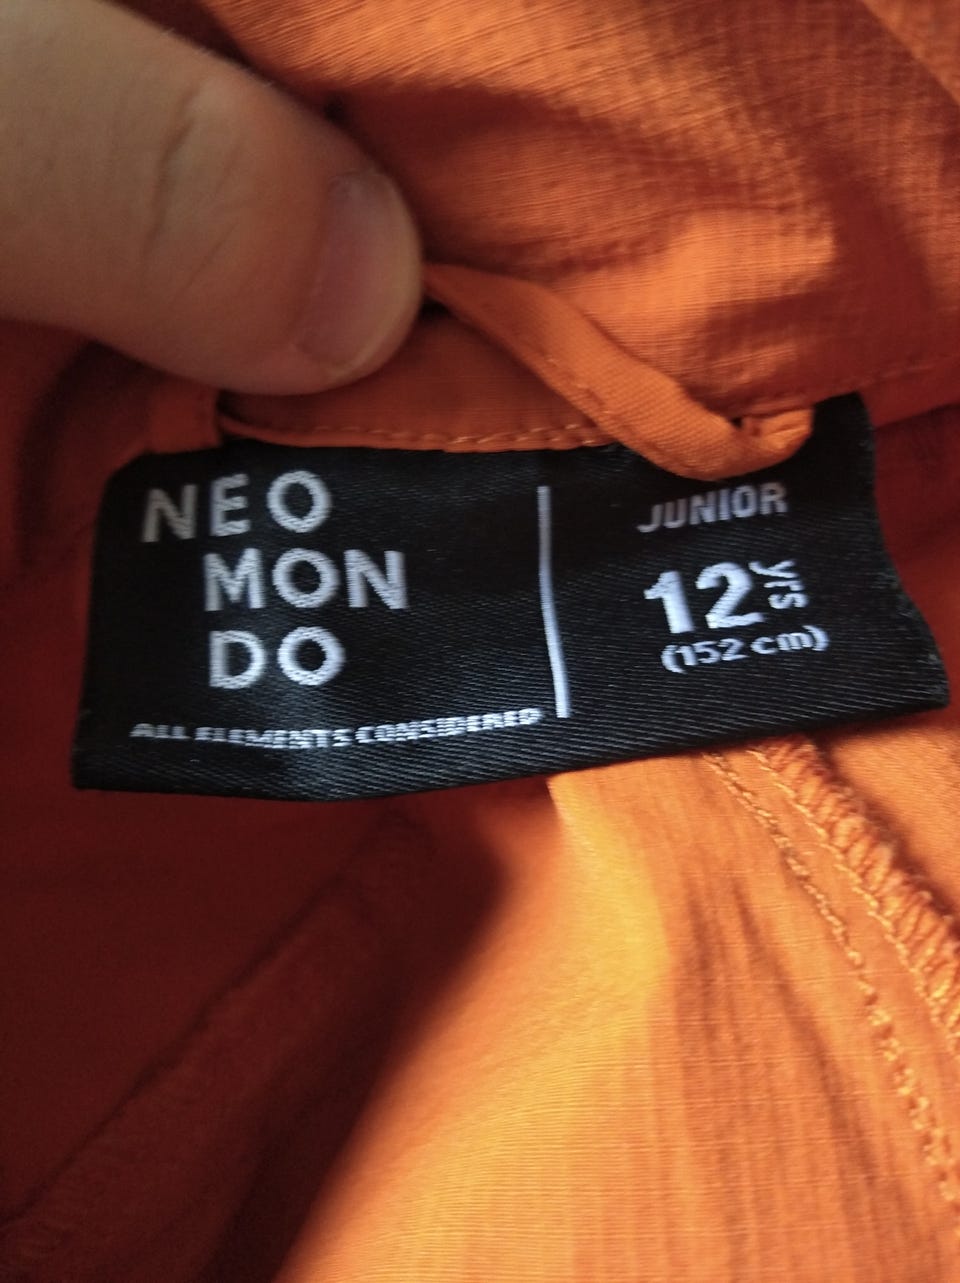 NEO
MON
DO
ALL ELEMENTS CONSIDERED
JUNIOR
12 yrs
(152 cm)